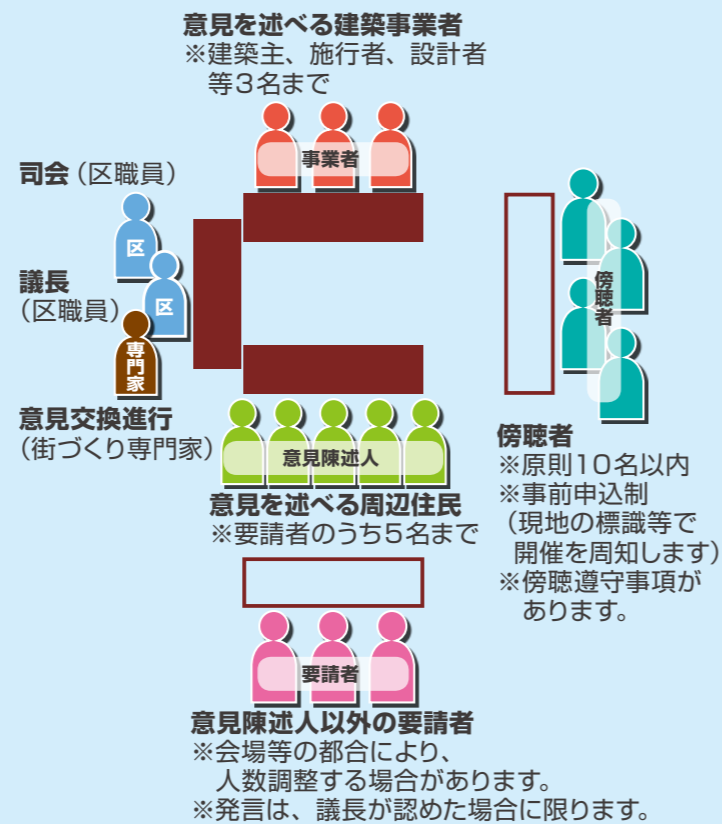 意見を述べる建築事業者
※建築主、施行者、設計者
等3名まで
事業者
司会(区職員)
区
議長
(区職員)
区
専門家
意見交換進行
(街づくり専門家)
意見陳述人
意見を述べる周辺住民
※要請者のうち5名まで
傍聴者
傍聴者
※原則10名以内
※事前申込制
(現地の標識等で
開催を周知します)
※傍聴遵守事項が
あります。
要請者
意見陳述人以外の要請者
※会場等の都合により、
人数調整する場合があります。
※発言は、議長が認めた場合に限ります。